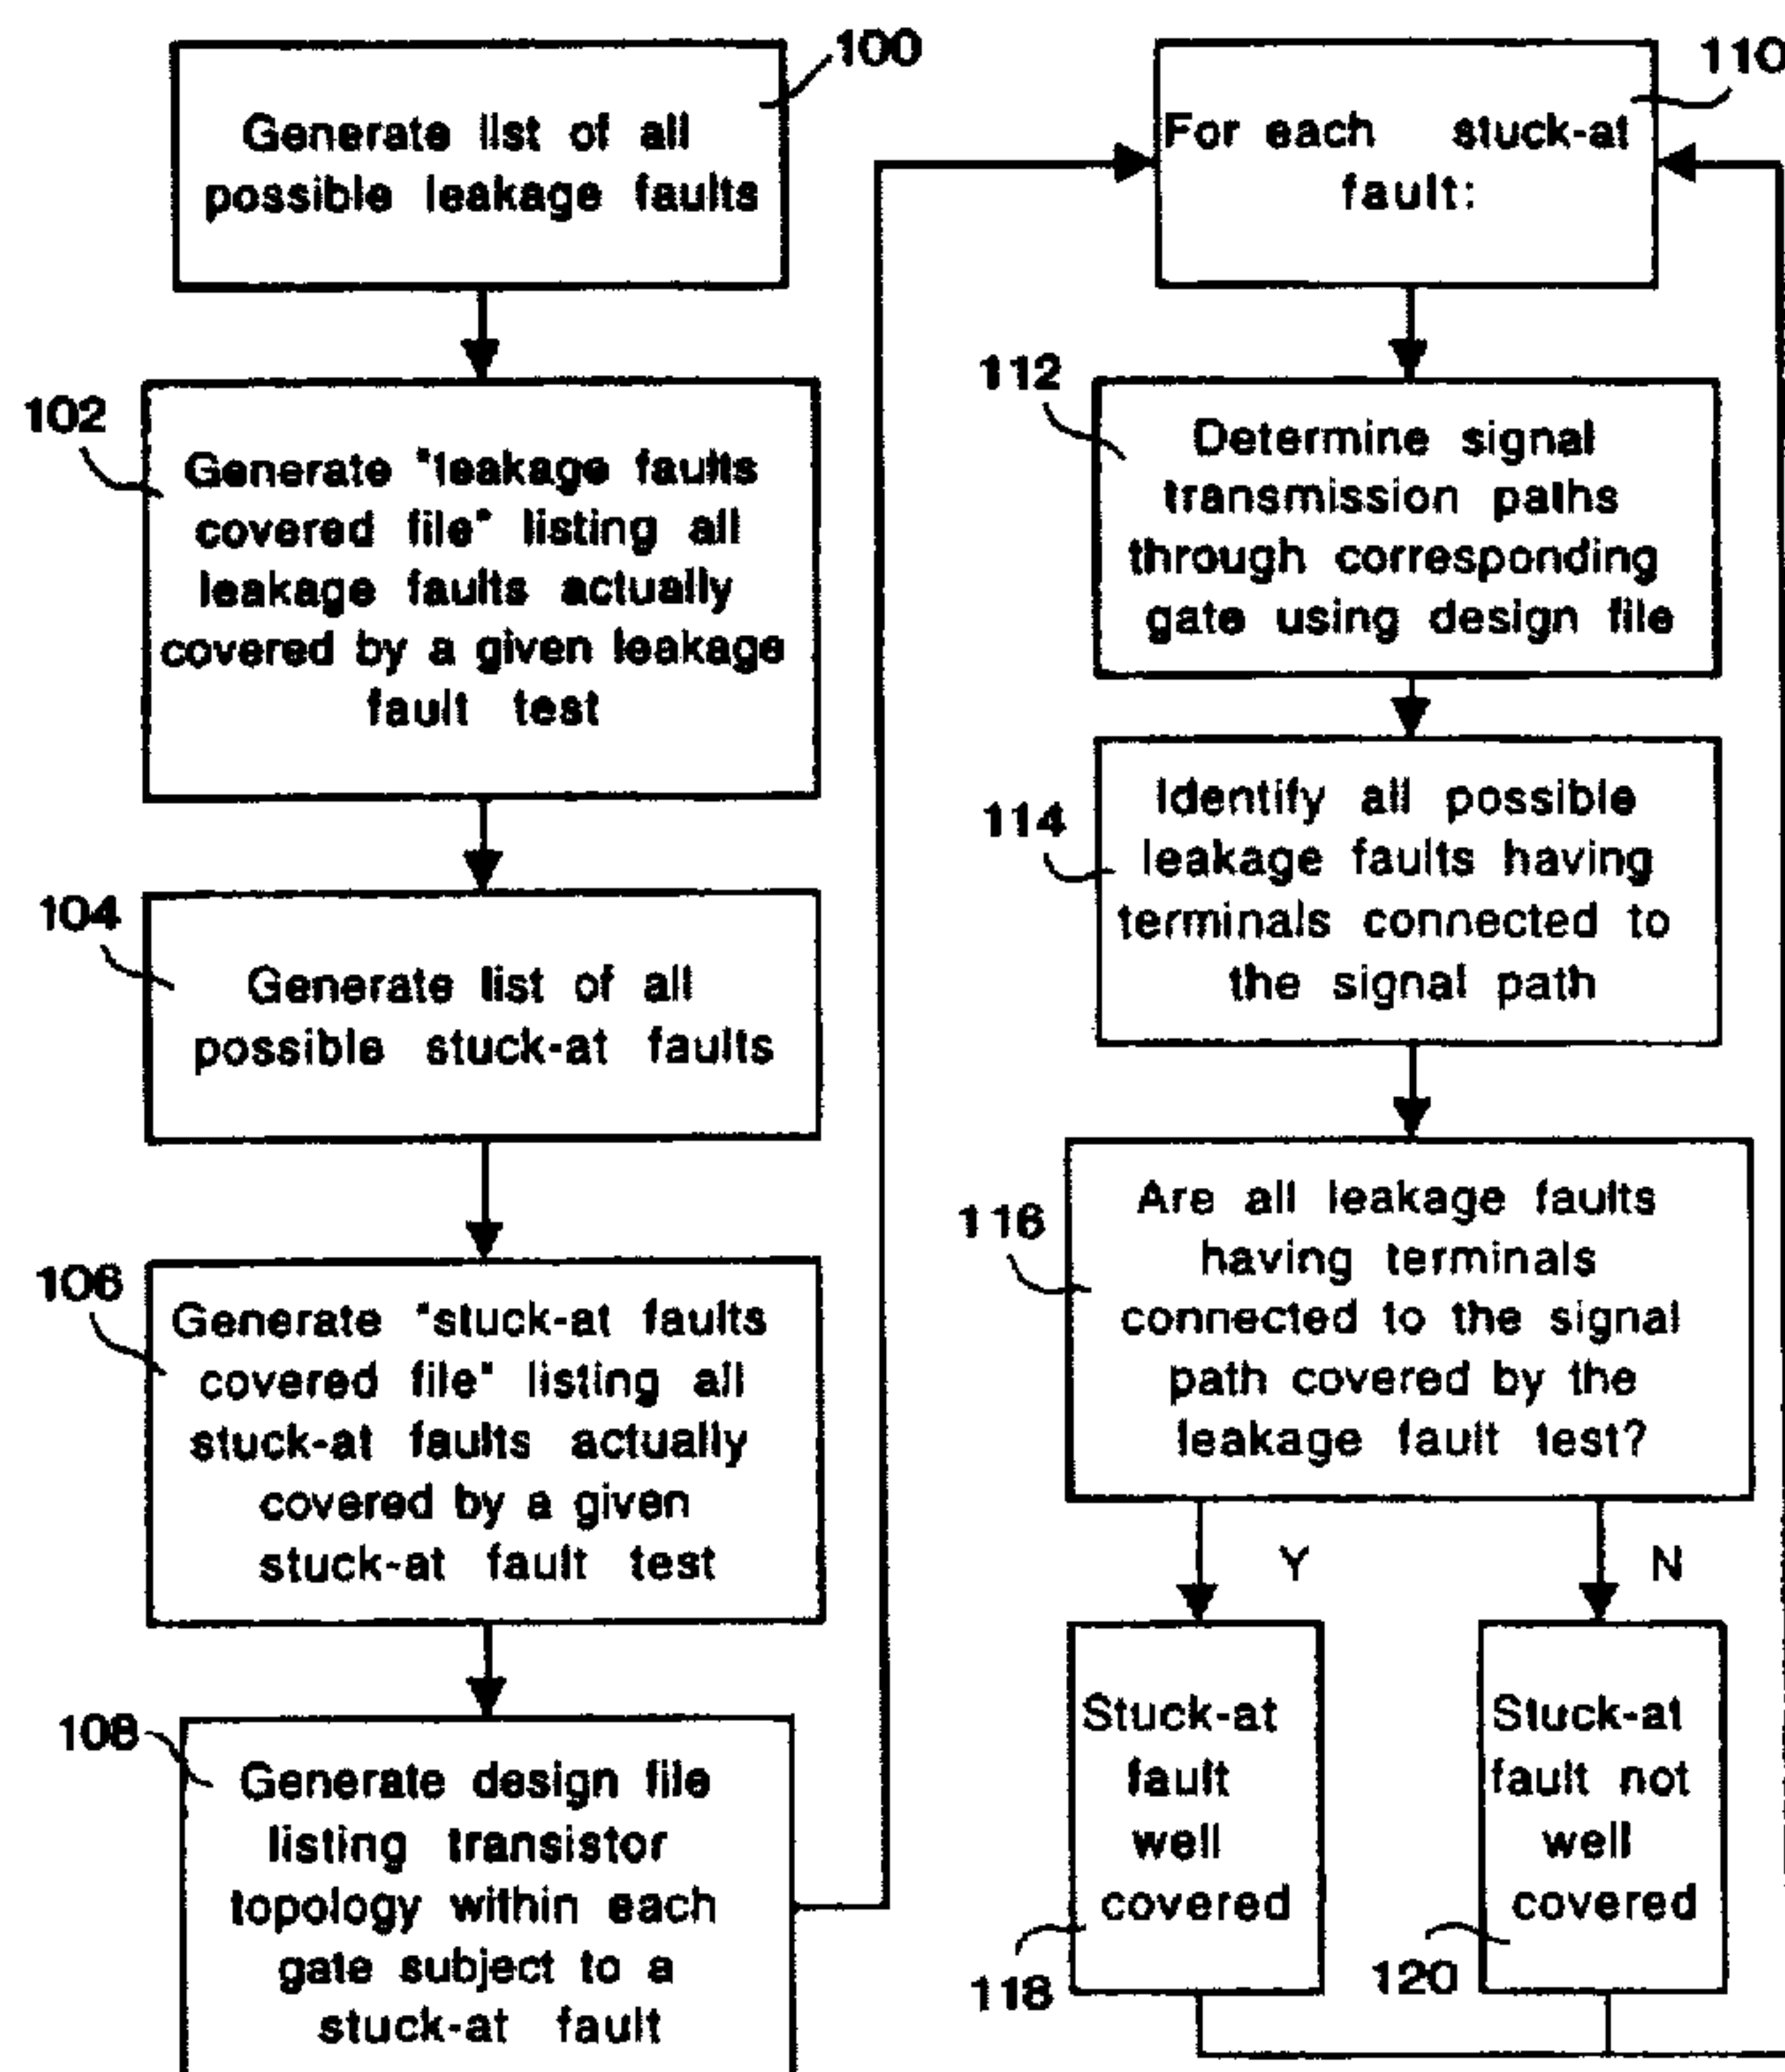 100
Generate list of all
possible leakage faults
102
Generate "leakage faults
covered file" listing all
leakage faults actually
covered by a given leakage
fault test
104
Generate list of all
possible stuck-at faults
106
Generate "stuck-at faults
covered file" listing all
stuck-at faults actually
covered by a given
stuck-at fault test
108
Generate design file
listing transistor
topology within each
gate subject to a
stuck-at fault
110
For each stuck-at
fault:
112
Determine signal
transmission paths
through corresponding
gate using design file
114
Identify all possible
leakage faults having
terminals connected to
the signal path
116
Are all leakage faults
having terminals
connected to the signal
path covered by the
leakage fault test?
Y
N
Stuck-at
fault
well
covered
118
Stuck-at
fault not
well
covered
120